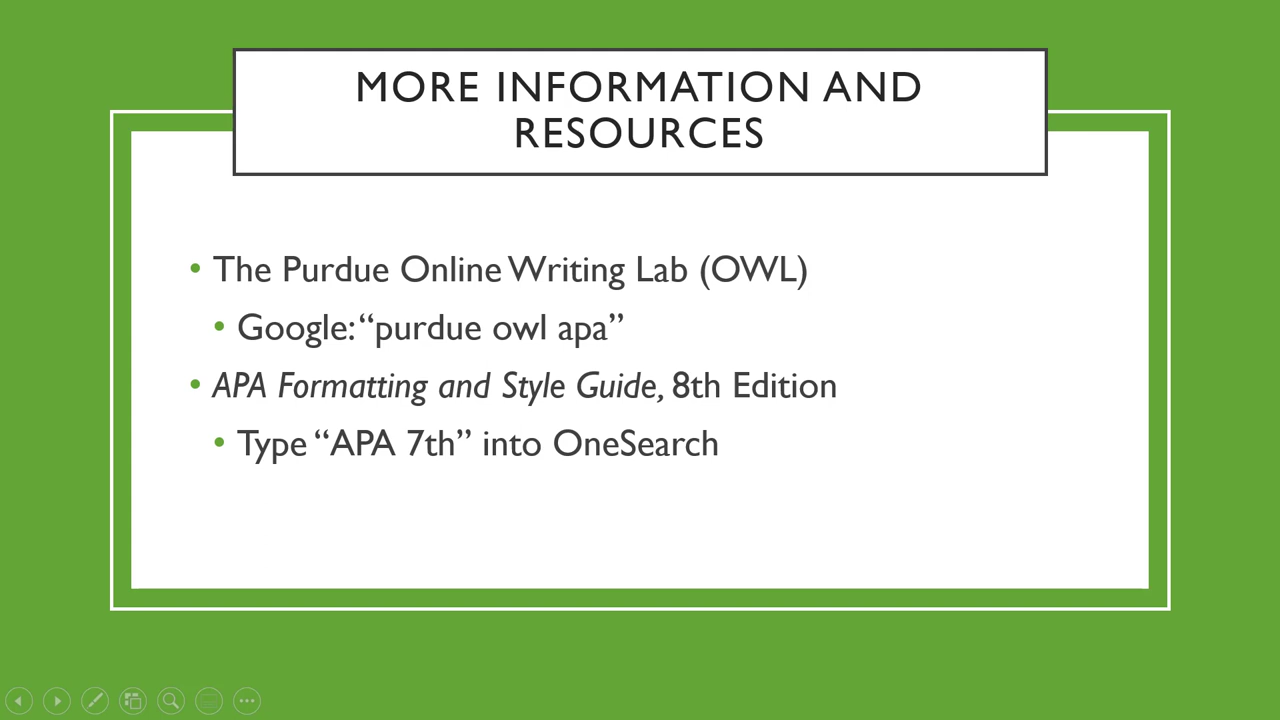 MORE INFORMATION AND
RESOURCES
• The Purdue Online Writing Lab (OWL)
• Google: “purdue owl apa”
• APA Formatting and Style Guide, 8th Edition
• Type “APA 7th” into OneSearch